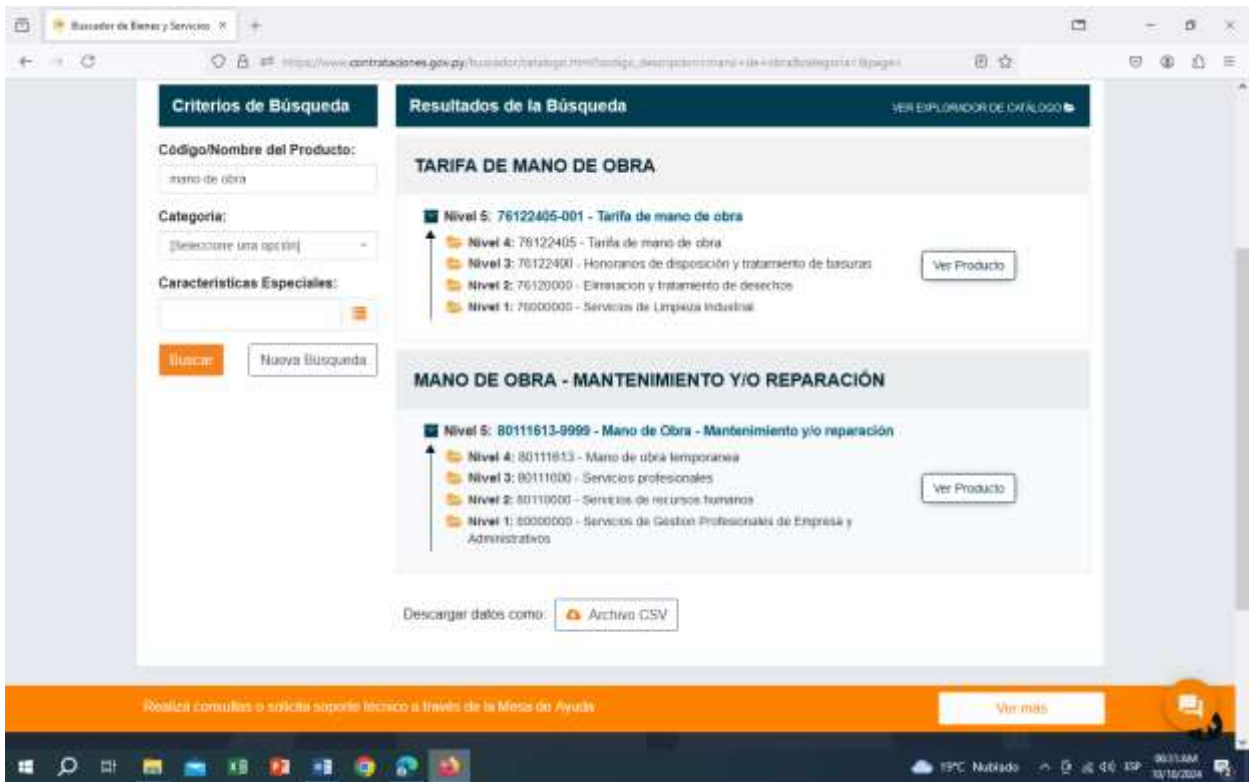 Buscador de Bienes y Servicios
Criterios de Búsqueda
Resultados de la Búsqueda
VER EXPLORADOR DE CATÁLOGO
Código/Nombre del Producto:
mano de obra
TARIFA DE MANO DE OBRA
Categoría:
[Seleccione una opción]
Características Especiales:
Buscar
Nueva Búsqueda
Nivel 5: 76122405-001 - Tarifa de mano de obra
Nivel 4: 76122405 - Tarifa de mano de obra
Nivel 3: 76122400 - Honorarios de disposición y tratamiento de basuras
Nivel 2: 76120000 - Eliminacion y tratamiento de desechos
Nivel 1: 76000000 - Servicios de Limpieza Industrial
Ver Producto
MANO DE OBRA - MANTENIMIENTO Y/O REPARACIÓN
Nivel 5: 80111613-9999 - Mano de Obra - Mantenimiento y/o reparación
Nivel 4: 80111613 - Mano de obra temporanea
Nivel 3: 80111600 - Servicios profesionales
Nivel 2: 80110000 - Servicios de recursos humanos
Nivel 1: 80000000 - Servicios de Gestion Profesionales de Empresa y
Administrativos
Ver Producto
Descargar datos como:
Archivo CSV
Realizá consultas o solicita soporte técnico a través de la Mesa de Ayuda
Ver más
19°C Nublado
ESP
10/10/2024